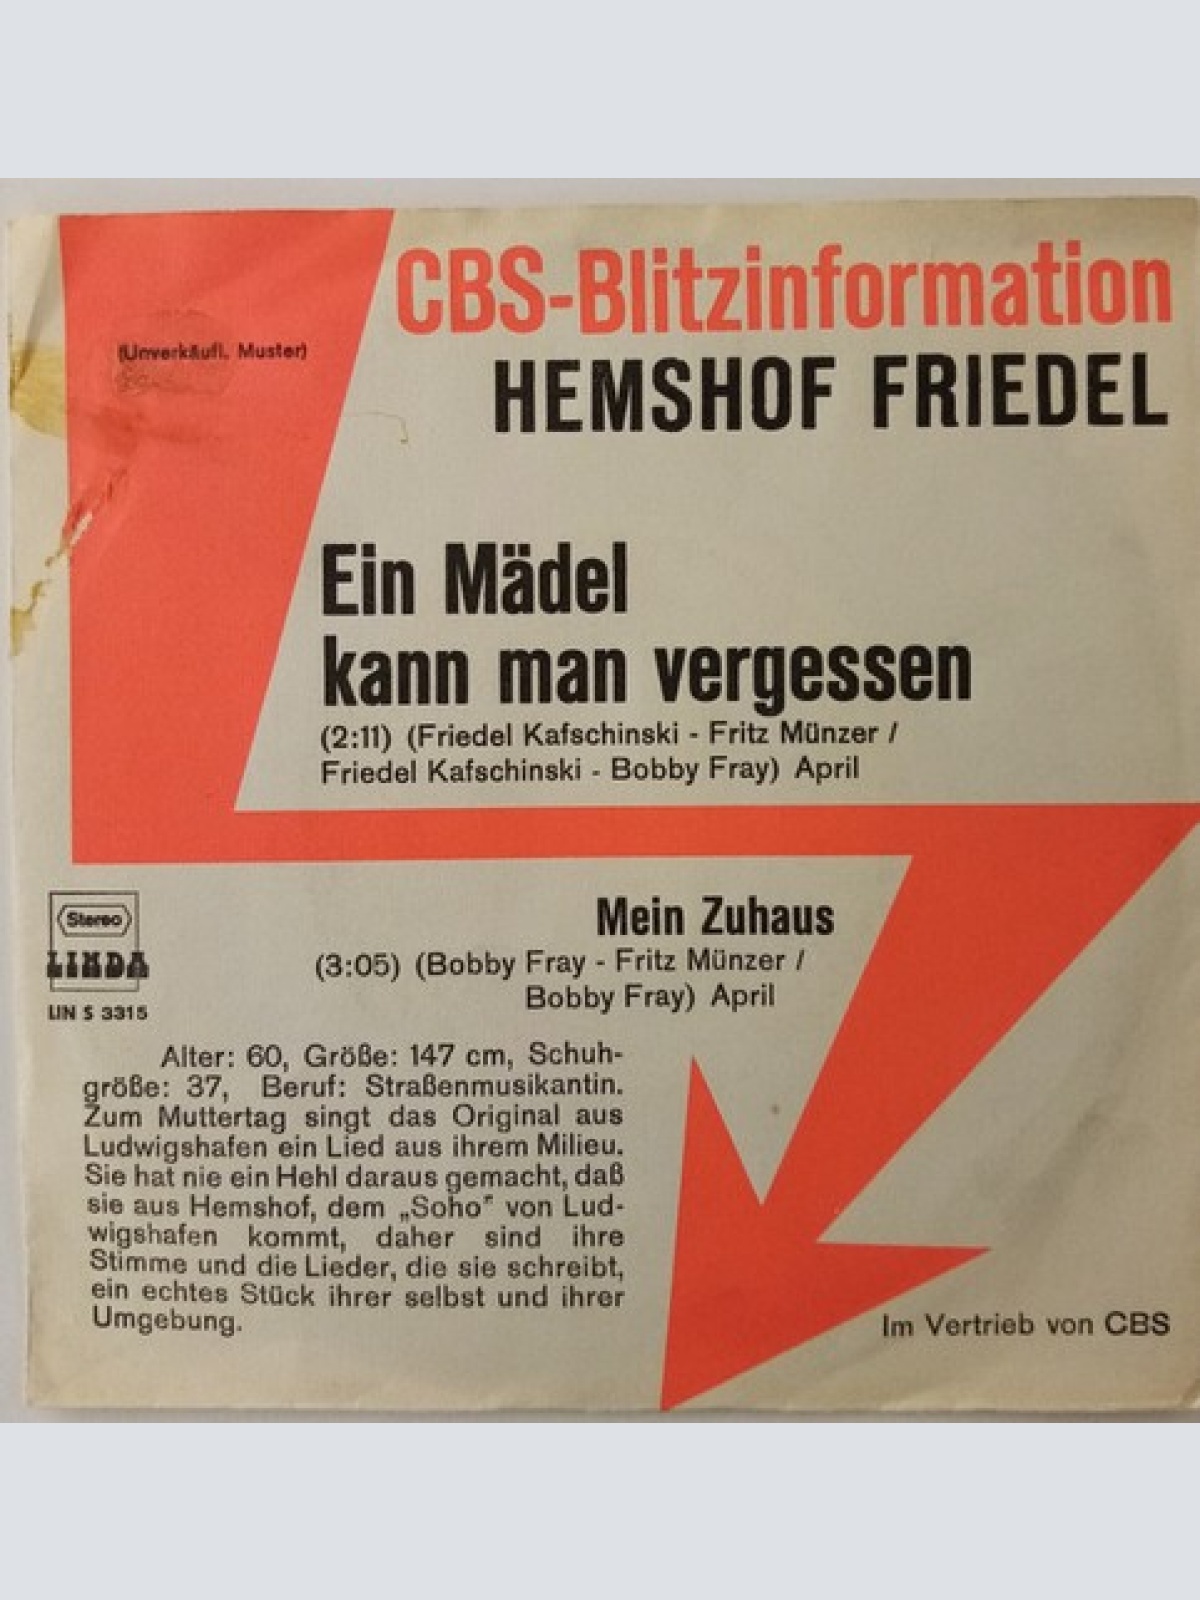 CBS-Blitzinformation
HEMSHOF FRIEDEL
(Unverkäufl. Muster)
Ein Mädel
kann man vergessen
(2:11) (Friedel Kafschinski - Fritz Münzer /
Friedel Kafschinski - Bobby Fray) April
Mein Zuhaus
(3:05) (Bobby Fray - Fritz Münzer /
Bobby Fray) April
Stereo
LINDA
LIN S 3315
Alter: 60, Größe: 147 cm, Schuh-
größe: 37, Beruf: Straßenmusikantin.
Zum Muttertag singt das Original aus
Ludwigshafen ein Lied aus ihrem Milieu.
Sie hat nie ein Hehl daraus gemacht, daß
sie aus Hemshof, dem „Soho" von Lud-
wigshafen kommt, daher sind ihre
Stimme und die Lieder, die sie schreibt,
ein echtes Stück ihrer selbst und ihrer
Umgebung.
Im Vertrieb von CBS